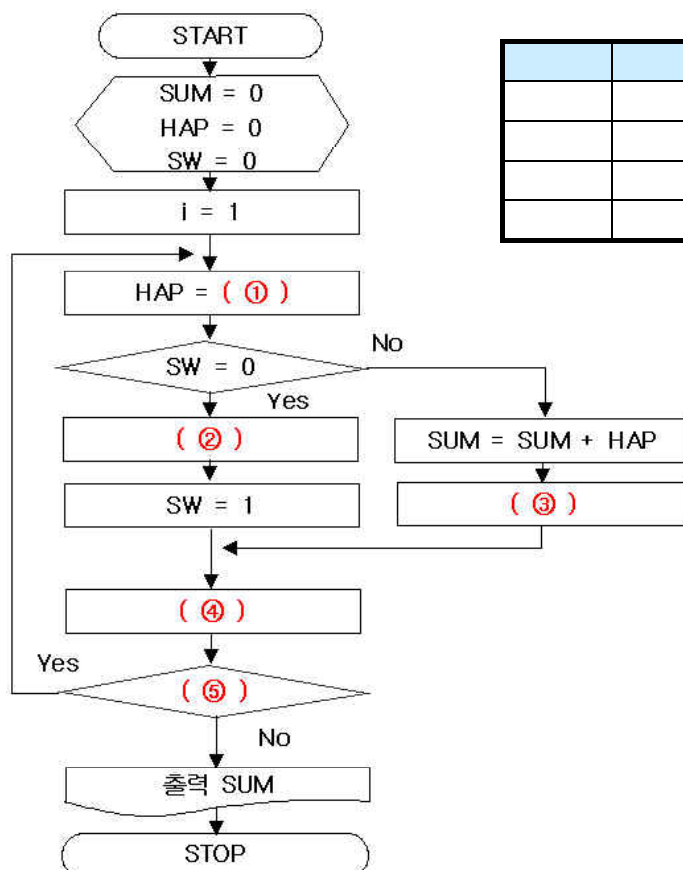 START
SUM = 0
HAP = 0
SW = 0
i = 1
HAP = ( ① )
SW = 0
No
Yes
( ② )
SUM = SUM + HAP
SW = 1
( ③ )
( ④ )
Yes
( ⑤ )
No
출력 SUM
STOP